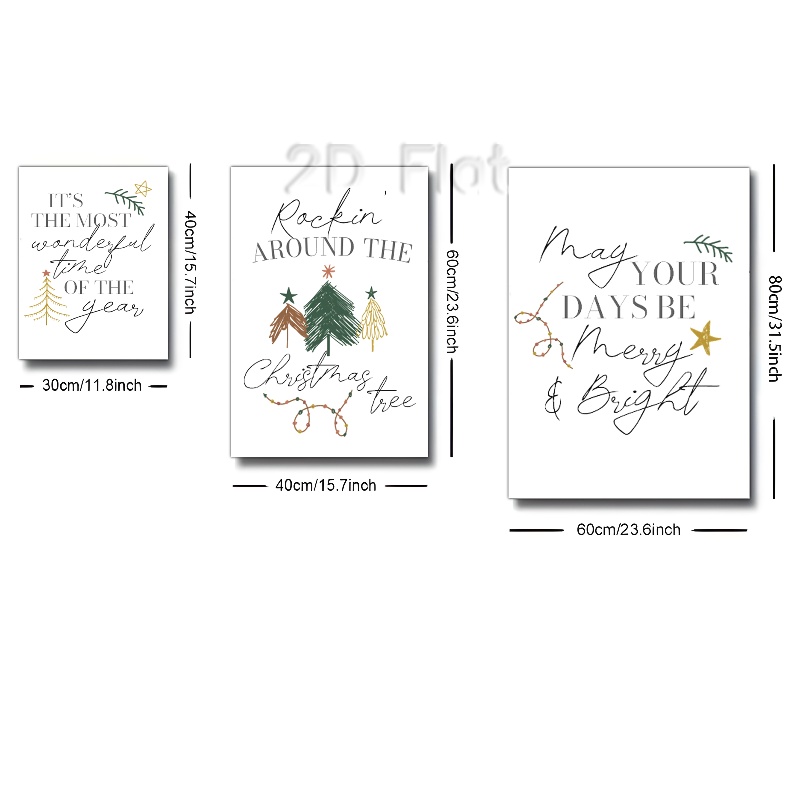 2D Flat
IT'S
THE MOST
wonderful
time
OF THE
year
40cm/15.7inch
30cm/11.8inch
Rockin'
AROUND THE
Christmas
tree
60cm/23.6inch
40cm/15.7inch
May
YOUR
DAYS BE
Merry
& Bright
80cm/31.5inch
60cm/23.6inch